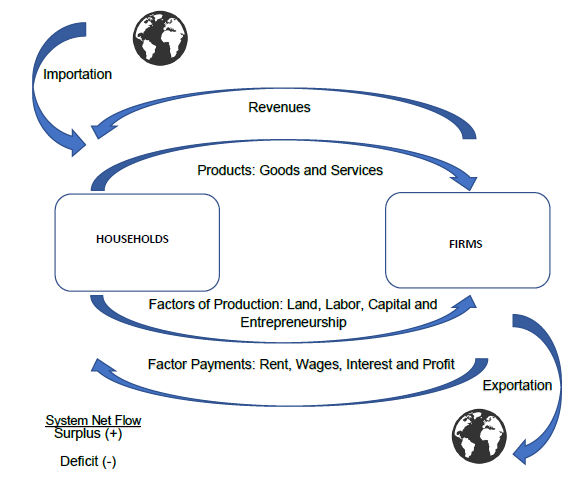 Importation
Revenues
Products: Goods and Services
HOUSEHOLDS
FIRMS
Factors of Production: Land, Labor, Capital and
Entrepreneurship
Factor Payments: Rent, Wages, Interest and Profit
Exportation
System Net Flow
Surplus (+)
Deficit (-)